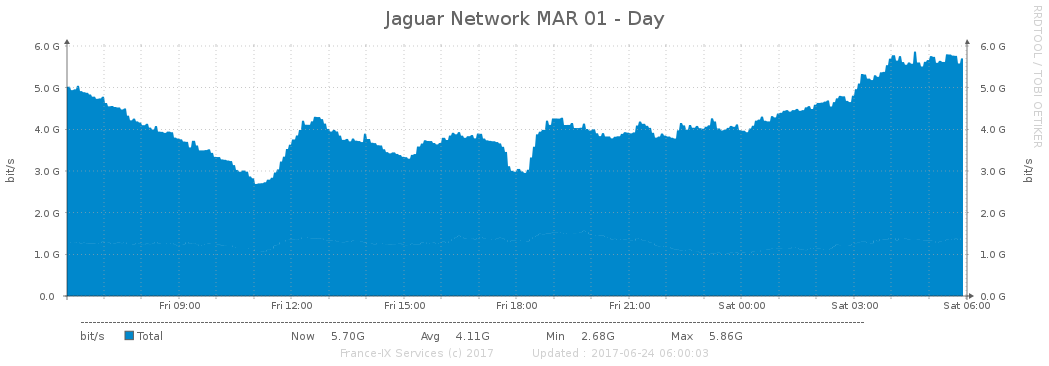 Jaguar Network MAR 01 - Day
RRDTOOL / TOBI OETIKER
6.0 G 6.0 G
5.0 G 5.0 G
4.0 G 4.0 G
3.0 G 3.0 G
2.0 G 2.0 G
1.0 G 1.0 G
0.0 0.0 G
bit/s bit/s
Fri 09:00 Fri 12:00 Fri 15:00 Fri 18:00 Fri 21:00 Sat 00:00 Sat 03:00 Sat 06:00
bit/s Total Now 5.70G Avg 4.11G Min 2.68G Max 5.86G
France-IX Services (c) 2017 Updated : 2017-06-24 06:00:03